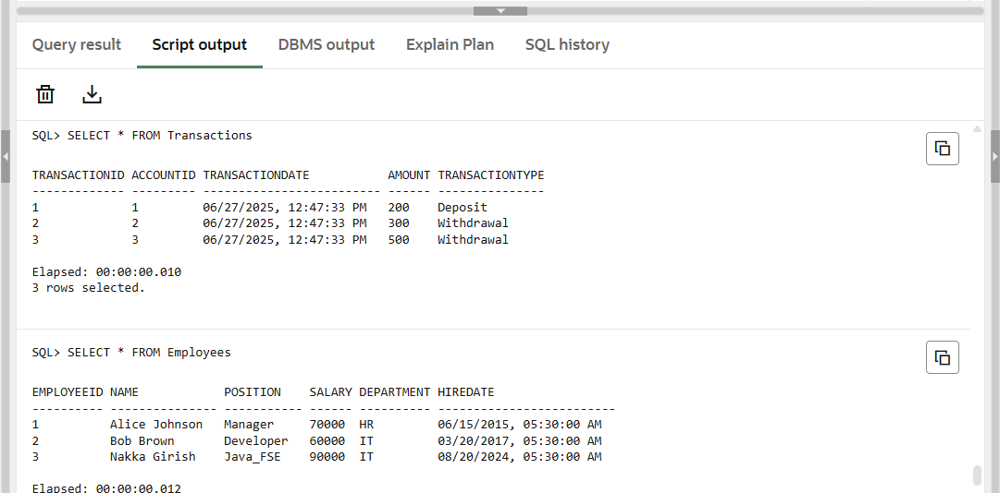 Query result Script output DBMS output Explain Plan SQL history
SQL> SELECT * FROM Transactions
TRANSACTIONID ACCOUNTID TRANSACTIONDATE           AMOUNT TRANSACTIONTYPE
------------- --------- ------------------------- ------ ---------------
1             1         06/27/2025, 12:47:33 PM   200    Deposit
2             2         06/27/2025, 12:47:33 PM   300    Withdrawal
3             3         06/27/2025, 12:47:33 PM   500    Withdrawal
Elapsed: 00:00:00.010
3 rows selected.
SQL> SELECT * FROM Employees
EMPLOYEEID NAME            POSITION    SALARY DEPARTMENT HIREDATE
---------- --------------- ----------- ------ ---------- -------------------------
1          Alice Johnson   Manager     70000  HR         06/15/2015, 05:30:00 AM
2          Bob Brown       Developer   60000  IT         03/20/2017, 05:30:00 AM
3          Nakka Girish    Java_FSE    90000  IT         08/20/2024, 05:30:00 AM
Elapsed: 00:00:00.012